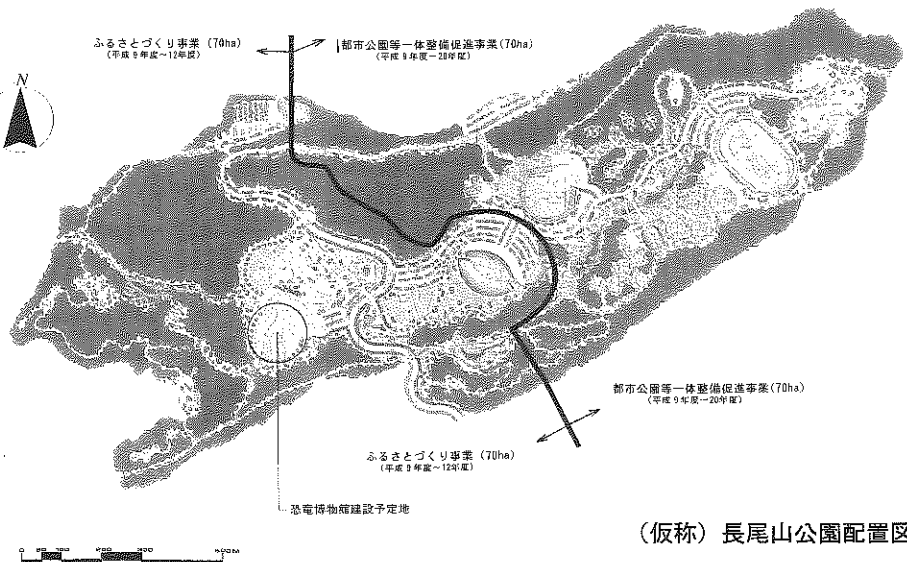 ふるさとづくり事業 (70ha)
(平成9年度〜12年度)
都市公園等一体整備促進事業(70ha)
(平成9年度〜20年度)
N
都市公園等一体整備促進事業(70ha)
(平成9年度〜20年度)
ふるさとづくり事業 (70ha)
(平成9年度〜12年度)
恐竜博物館建設予定地
(仮称) 長尾山公園配置図